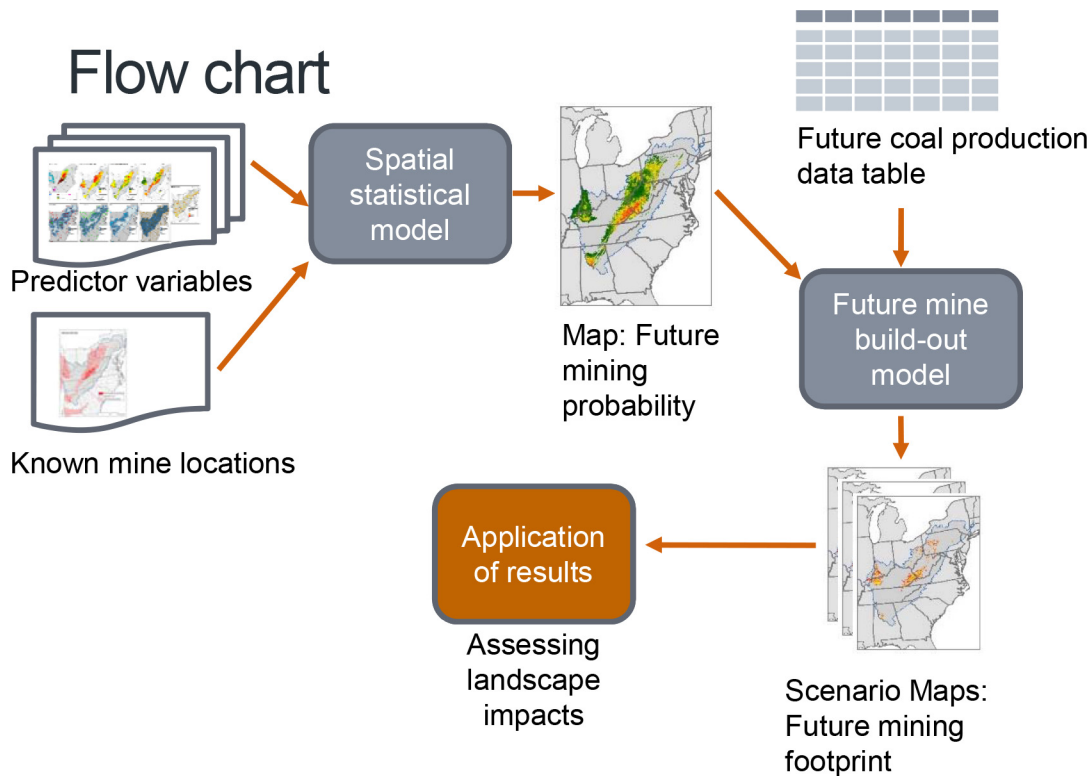 Flow chart
Predictor variables
Known mine locations
Spatial
statistical
model
Map: Future
mining
probability
Future coal production
data table
Future mine
build-out
model
Scenario Maps:
Future mining
footprint
Application
of results
Assessing
landscape
impacts